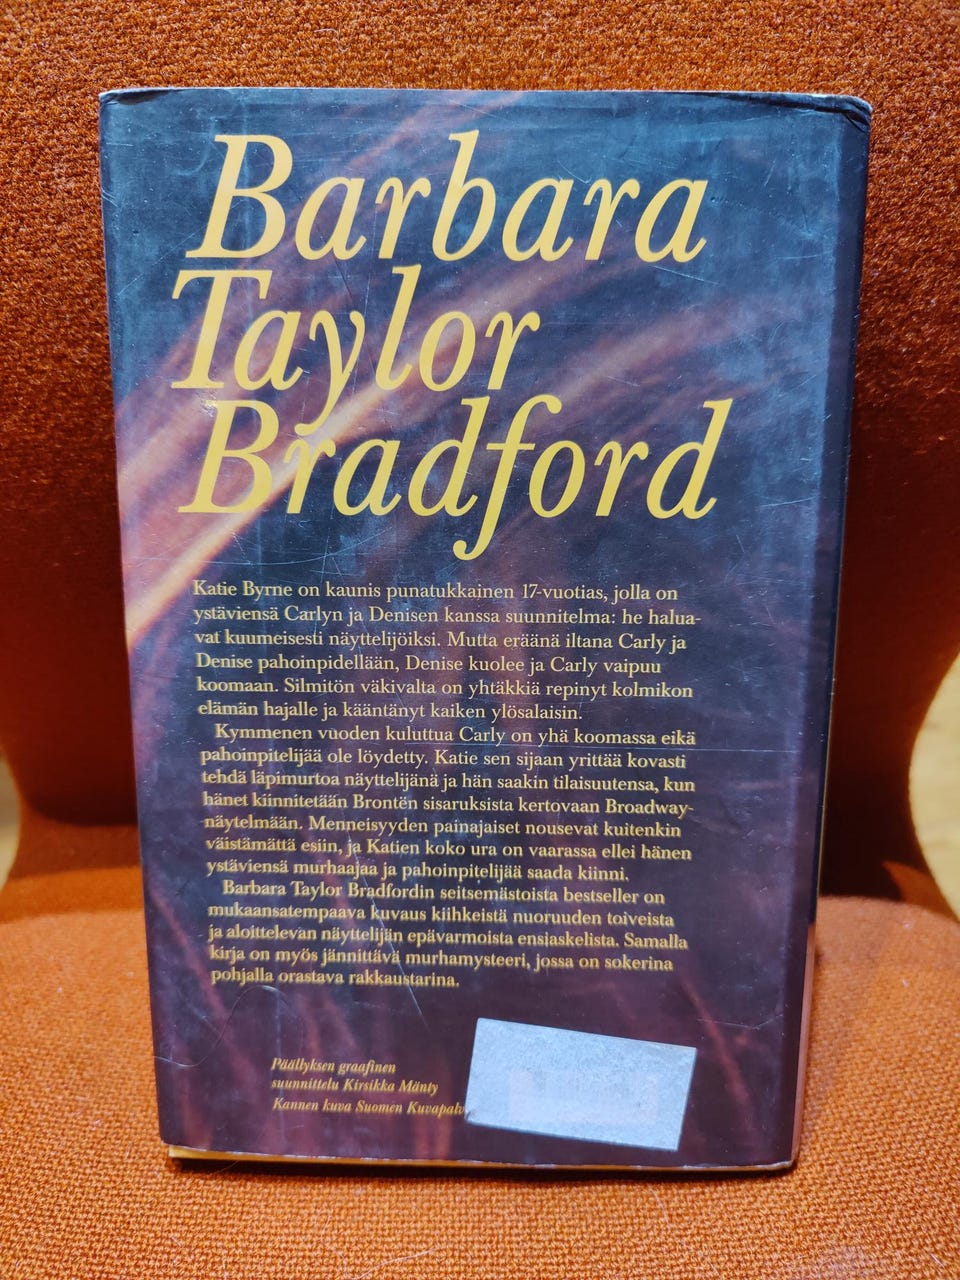 Barbara
Taylor
Bradford
Katie Byrne on kaunis punatukkainen 17-vuotias, jolla on
ystäviensä Carlyn ja Denisen kanssa suunnitelma: he halua-
vat kuumeisesti näyttelijöiksi. Mutta eräänä iltana Carly ja
Denise pahoinpidellään, Denise kuolee ja Carly vaipuu
koomaan. Silmitön väkivalta on yhtäkkiä repinyt kolmikon
elämän hajalle ja kääntänyt kaiken ylösalaisin.
Kymmenen vuoden kuluttua Carly on yhä koomassa eikä
pahoinpitelijää ole löydetty. Katie sen sijaan yrittää kovasti
tehdä läpimurtoa näyttelijänä ja hän saakin tilaisuutensa, kun
hänet kiinnitetään Brontën sisaruksista kertovaan Broadway-
näytelmään. Menneisyyden painajaiset nousevat kuitenkin
väistämättä esiin, ja Katien koko ura on vaarassa ellei hänen
ystäviensä murhaajaa ja pahoinpitelijää saada kiinni.
Barbara Taylor Bradfordin seitsemästoista bestseller on
mukaansatempaava kuvaus kiihkeistä nuoruuden toiveista
ja aloittelevan näyttelijän epävarmoista ensiaskelista. Samalla
kirja on myös jännittävä murhamysteeri, jossa on sokerina
pohjalla orastava rakkaustarina.
Päällyksen graafinen
suunnittelu Kirsikka Mänty
Kannen kuva Suomen Kuvapalv